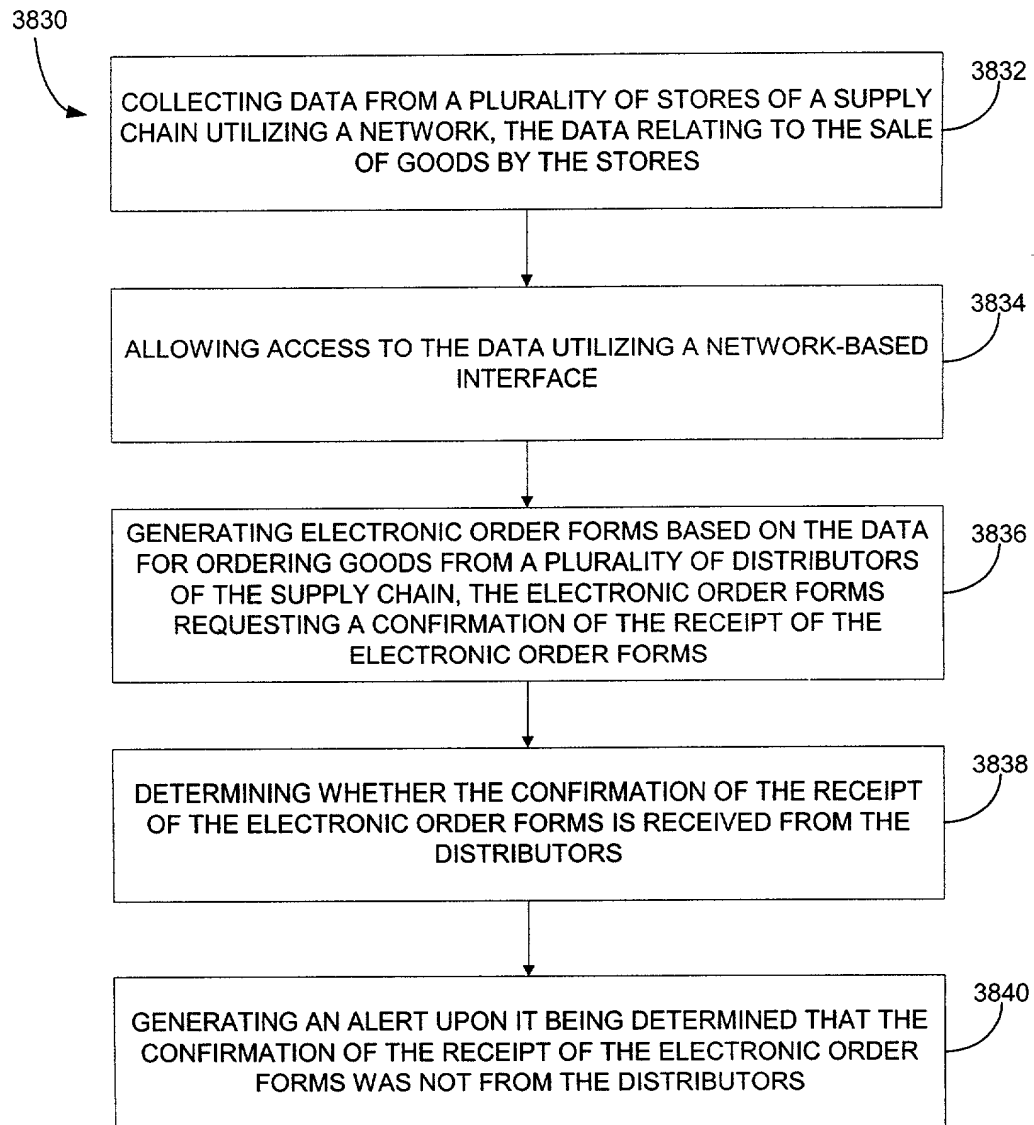 3830
3832
COLLECTING DATA FROM A PLURALITY OF STORES OF A SUPPLY
CHAIN UTILIZING A NETWORK, THE DATA RELATING TO THE SALE
OF GOODS BY THE STORES
3834
ALLOWING ACCESS TO THE DATA UTILIZING A NETWORK-BASED
INTERFACE
3836
GENERATING ELECTRONIC ORDER FORMS BASED ON THE DATA
FOR ORDERING GOODS FROM A PLURALITY OF DISTRIBUTORS
OF THE SUPPLY CHAIN, THE ELECTRONIC ORDER FORMS
REQUESTING A CONFIRMATION OF THE RECEIPT OF THE
ELECTRONIC ORDER FORMS
3838
DETERMINING WHETHER THE CONFIRMATION OF THE RECEIPT
OF THE ELECTRONIC ORDER FORMS IS RECEIVED FROM THE
DISTRIBUTORS
3840
GENERATING AN ALERT UPON IT BEING DETERMINED THAT THE
CONFIRMATION OF THE RECEIPT OF THE ELECTRONIC ORDER
FORMS WAS NOT FROM THE DISTRIBUTORS